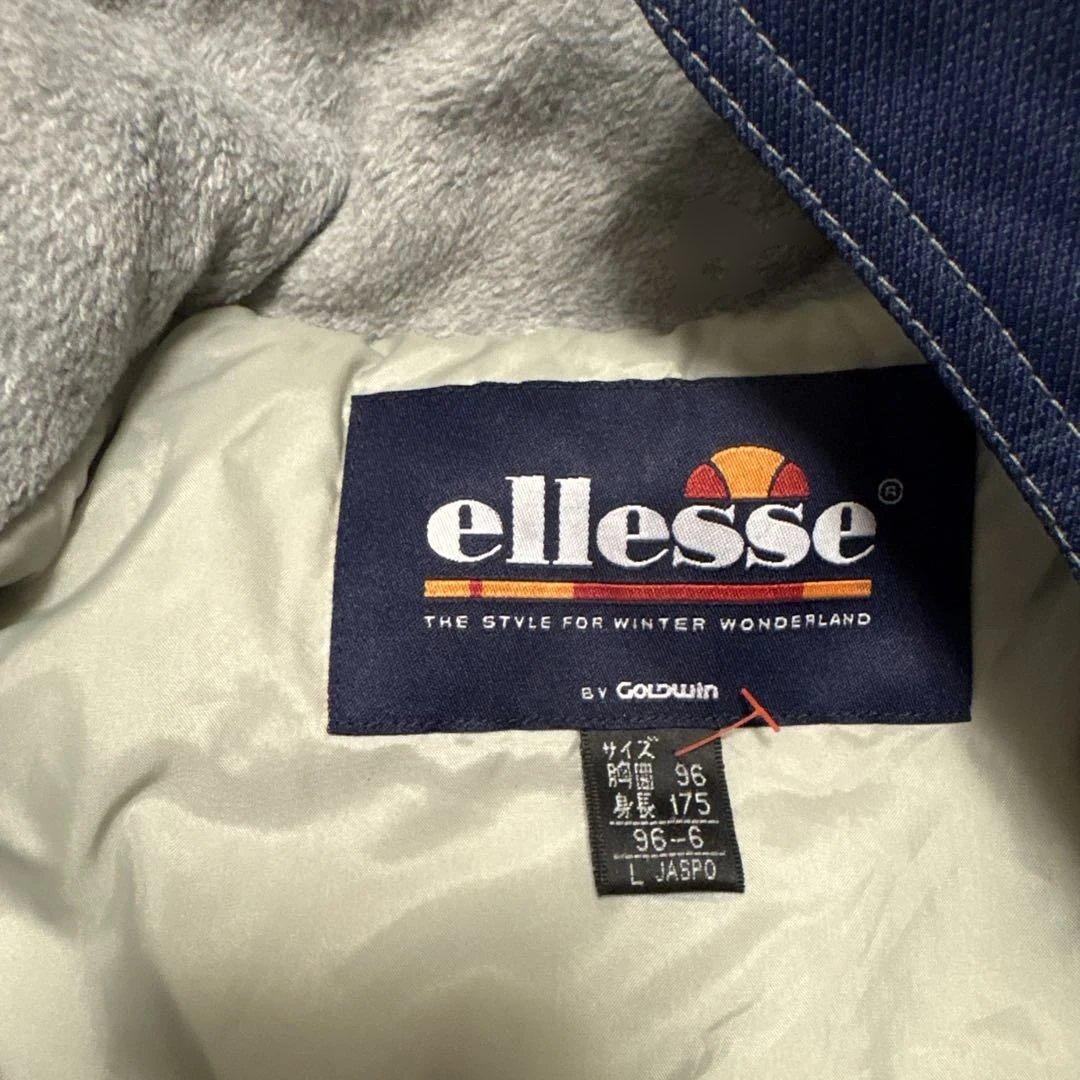 ellesse ®
THE STYLE FOR WINTER WONDERLAND
BY GOLDWIN
サイズ
胸囲 96
身長 175
96-6
L JASPO